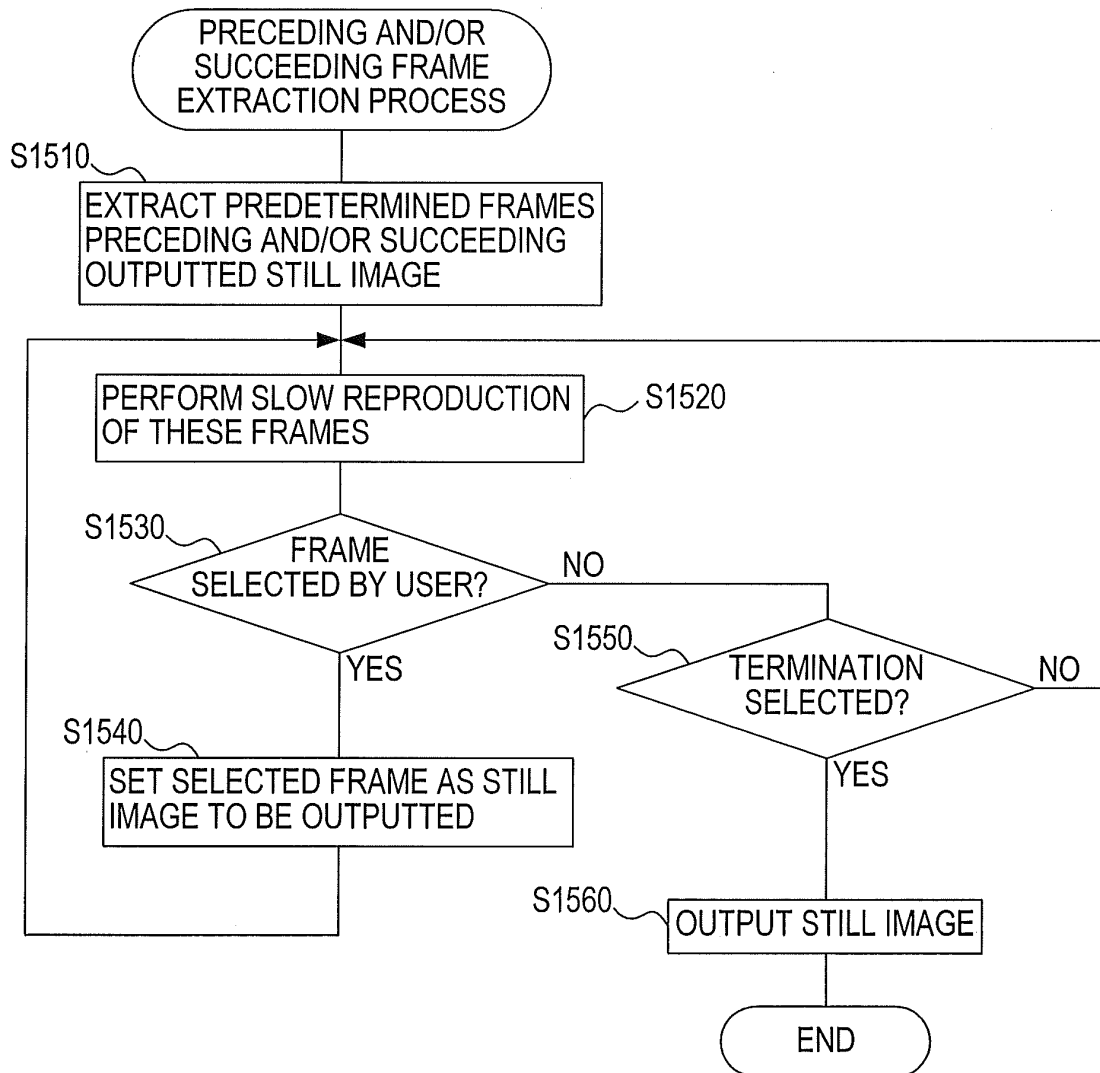 PRECEDING AND/OR
SUCCEEDING FRAME
EXTRACTION PROCESS
S1510
EXTRACT PREDETERMINED FRAMES
PRECEDING AND/OR SUCCEEDING
OUTPUTTED STILL IMAGE
PERFORM SLOW REPRODUCTION
OF THESE FRAMES
S1520
S1530
FRAME
SELECTED BY USER?
NO
YES
S1550
TERMINATION
SELECTED?
NO
YES
S1540
SET SELECTED FRAME AS STILL
IMAGE TO BE OUTPUTTED
S1560
OUTPUT STILL IMAGE
END